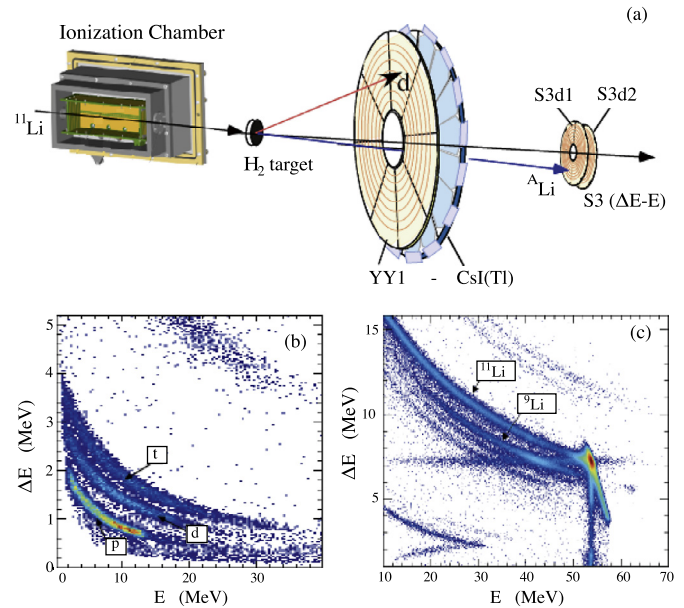 (a)
Ionization Chamber
S3d1 S3d2
d
¹¹Li
H₂ target
ᴬLi
S3 (ΔE-E)
YY1 - CsI(Tl)
(b)
5
4
3
2
1
0
ΔE (MeV)
t
d
p
0 10 20 30
E (MeV)
(c)
15
10
5
ΔE (MeV)
¹¹Li
⁹Li
10 20 30 40 50 60 70
E (MeV)